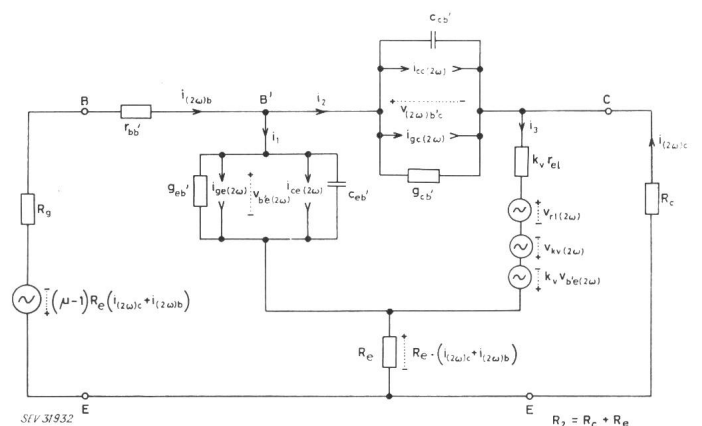 c_cb'
i_cc(2ω)
v_(2ω)b'c
i_gc(2ω)
g_cb'
B
r_bb'
i_(2ω)b
B'
i_2
i_1
C
i_3
i_(2ω)c
k_v r_el
R_c
g_eb'
i_ge(2ω)
v_b'e(2ω)
i_ce(2ω)
c_eb'
R_g
v_rl(2ω)
v_kv(2ω)
k_v v_b'e(2ω)
(μ-1)R_e(i_(2ω)c+i_(2ω)b)
R_e
R_e·(i_(2ω)c+i_(2ω)b)
E
E
SEV 31932
R_2 = R_c + R_e